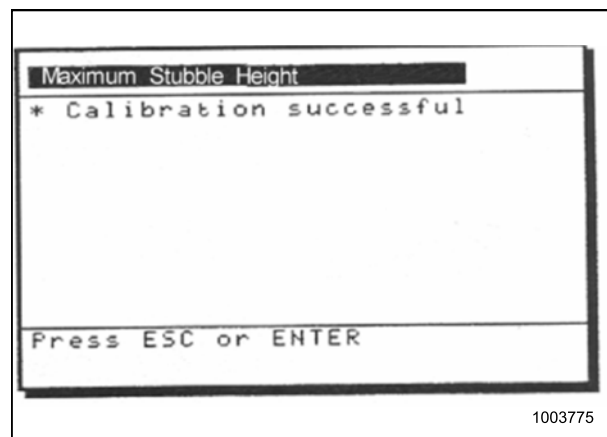 Maximum Stubble Height
* Calibration successful
Press ESC or ENTER
1003775